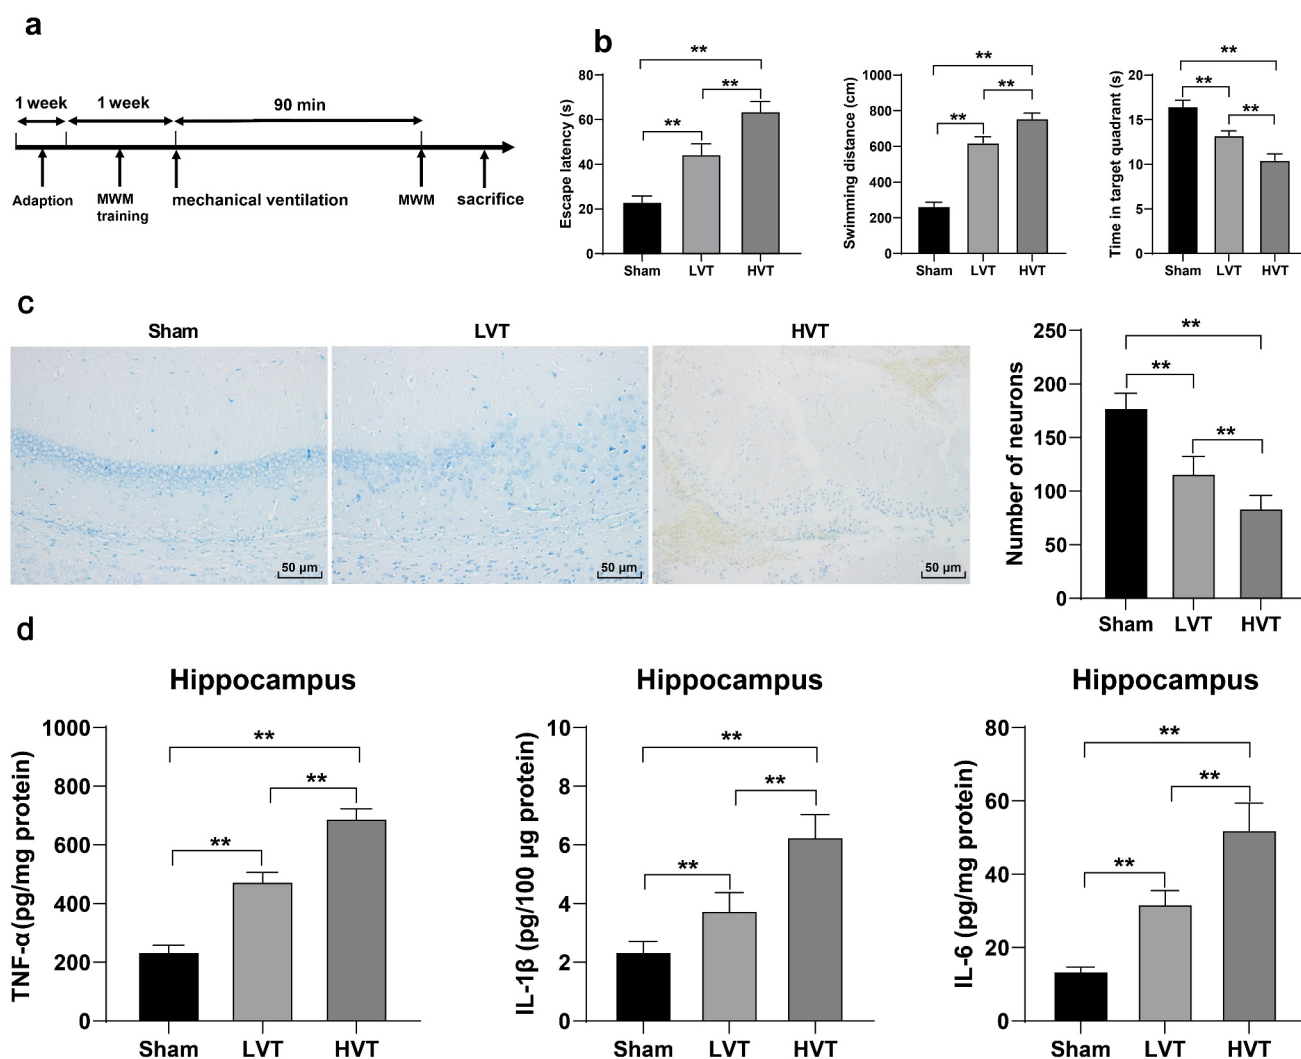 a
1 week
1 week
90 min
Adaption
MWM
training
mechanical ventilation
MWM
sacrifice
b
Escape latency (s)
80
60
40
20
0
**
**
**
Sham
LVT
HVT
Swimming distance (cm)
1000
800
600
400
200
0
**
**
**
Sham
LVT
HVT
Time in target quadrant (s)
20
15
10
5
0
**
**
**
Sham
LVT
HVT
c
Sham
LVT
HVT
50 μm
50 μm
50 μm
Number of neurons
250
200
150
100
50
0
**
**
**
Sham
LVT
HVT
d
Hippocampus
TNF-α(pg/mg protein)
1000
800
600
400
200
0
**
**
**
Sham
LVT
HVT
Hippocampus
IL-1β (pg/100 μg protein)
10
8
6
4
2
0
**
**
**
Sham
LVT
HVT
Hippocampus
IL-6 (pg/mg protein)
80
60
40
20
0
**
**
**
Sham
LVT
HVT